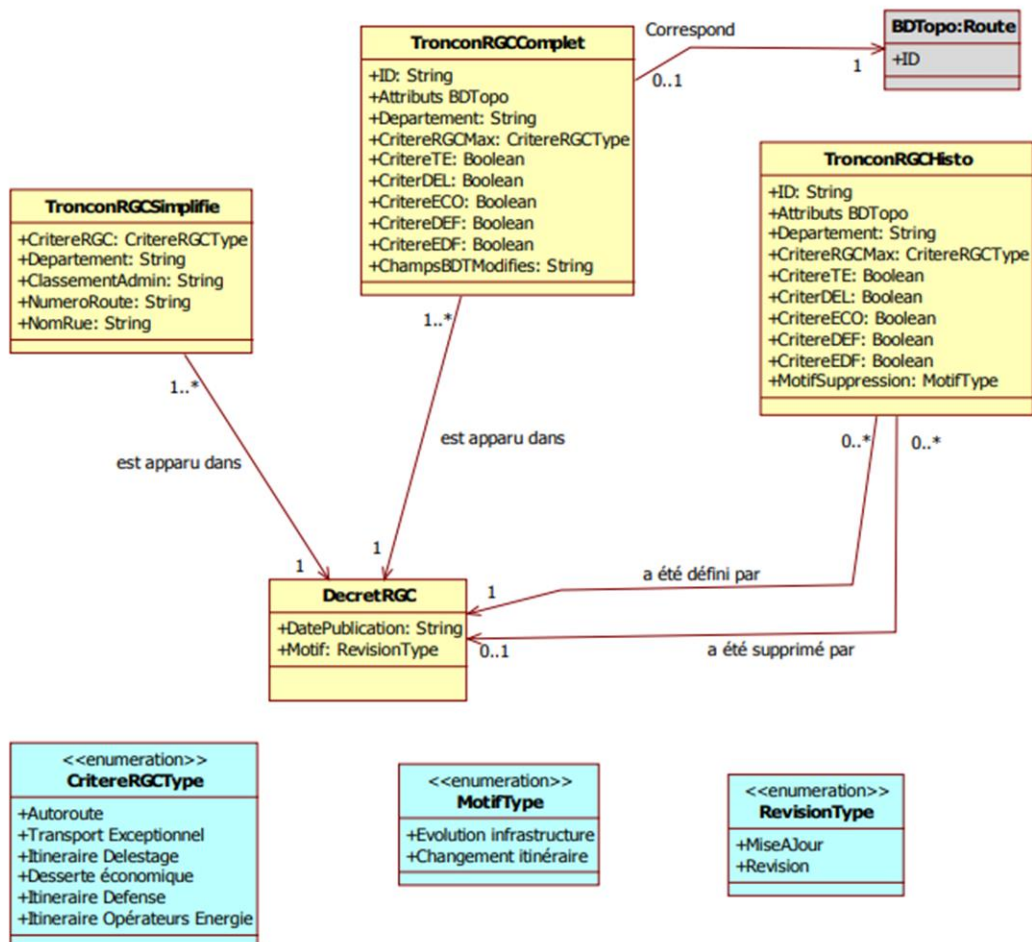 TronconRGCComplet
+ID: String
+Attributs BDTopo
+Departement: String
+CritereRGCMax: CritereRGCType
+CritereTE: Boolean
+CriterDEL: Boolean
+CritereECO: Boolean
+CritereDEF: Boolean
+CritereEDF: Boolean
+ChampsBDTModifies: String
Correspond
0..1
1
BDTopo:Route
+ID
TronconRGCSimplifie
+CritereRGC: CritereRGCType
+Departement: String
+ClassementAdmin: String
+NumeroRoute: String
+NomRue: String
TronconRGCHisto
+ID: String
+Attributs BDTopo
+Departement: String
+CritereRGCMax: CritereRGCType
+CritereTE: Boolean
+CriterDEL: Boolean
+CritereECO: Boolean
+CritereDEF: Boolean
+CritereEDF: Boolean
+MotifSuppression: MotifType
1..*
est apparu dans
1
1..*
est apparu dans
1
0..*
a été défini par
1
0..*
a été supprimé par
0..1
DecretRGC
+DatePublication: String
+Motif: RevisionType
<<enumeration>>
CritereRGCType
+Autoroute
+Transport Exceptionnel
+Itineraire Delestage
+Desserte économique
+Itineraire Defense
+Itineraire Opérateurs Energie
<<enumeration>>
MotifType
+Evolution infrastructure
+Changement itinéraire
<<enumeration>>
RevisionType
+MiseAJour
+Revision